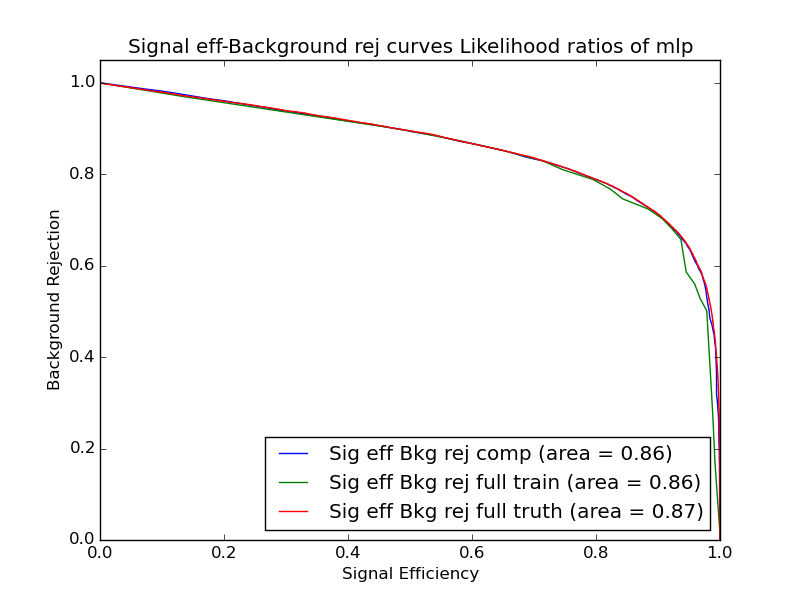 Signal eff-Background rej curves Likelihood ratios of mlp
Background Rejection
1.0
0.8
0.6
0.4
0.2
0.0
Sig eff Bkg rej comp (area = 0.86)
Sig eff Bkg rej full train (area = 0.86)
Sig eff Bkg rej full truth (area = 0.87)
0.0 0.2 0.4 0.6 0.8 1.0
Signal Efficiency